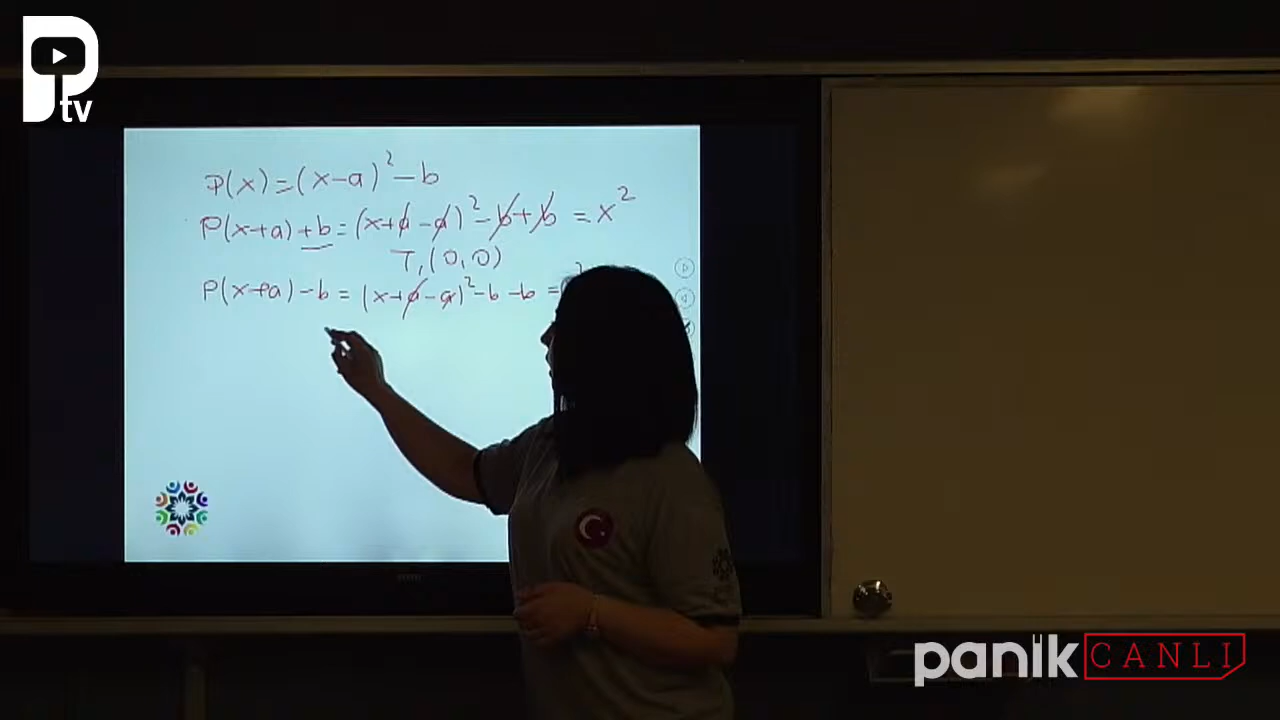 P tv
P(x)=(x-a)²-b
P(x+a)+b=(x+a-a)²-b+b=x²
T₁(0,0)
P(x+a)-b=(x+a-a)²-b-b=
panik CANLI